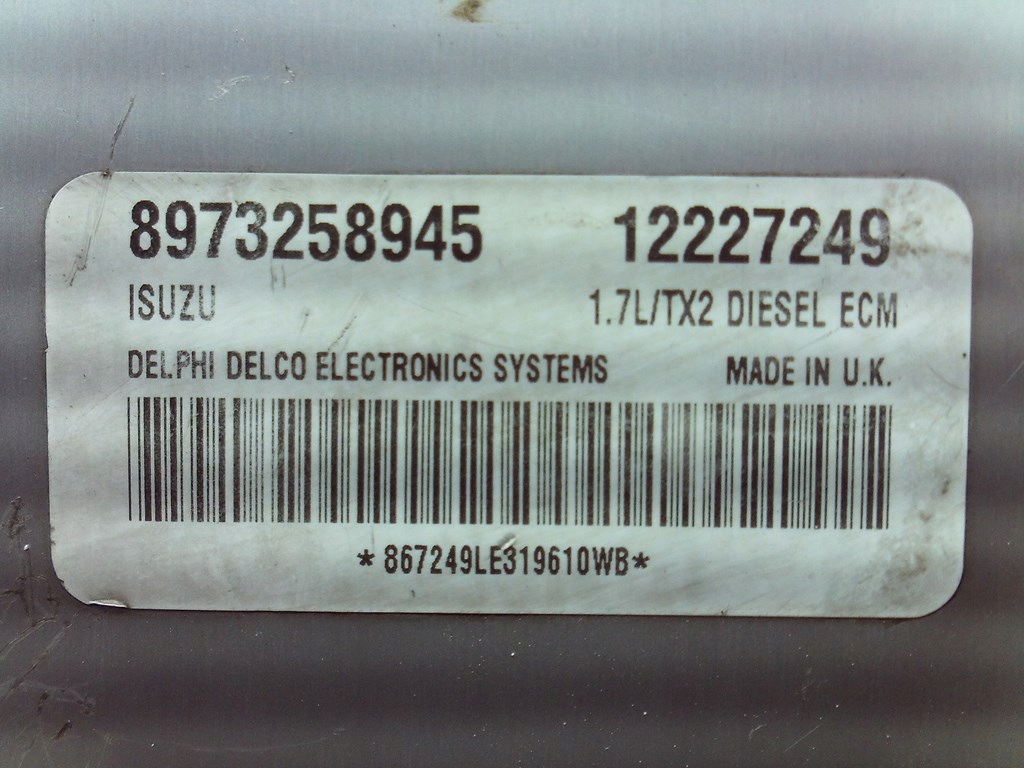 8973258945 12227249
ISUZU 1.7L/TX2 DIESEL ECM
DELPHI DELCO ELECTRONICS SYSTEMS MADE IN U.K.
*867249LE319610WB*